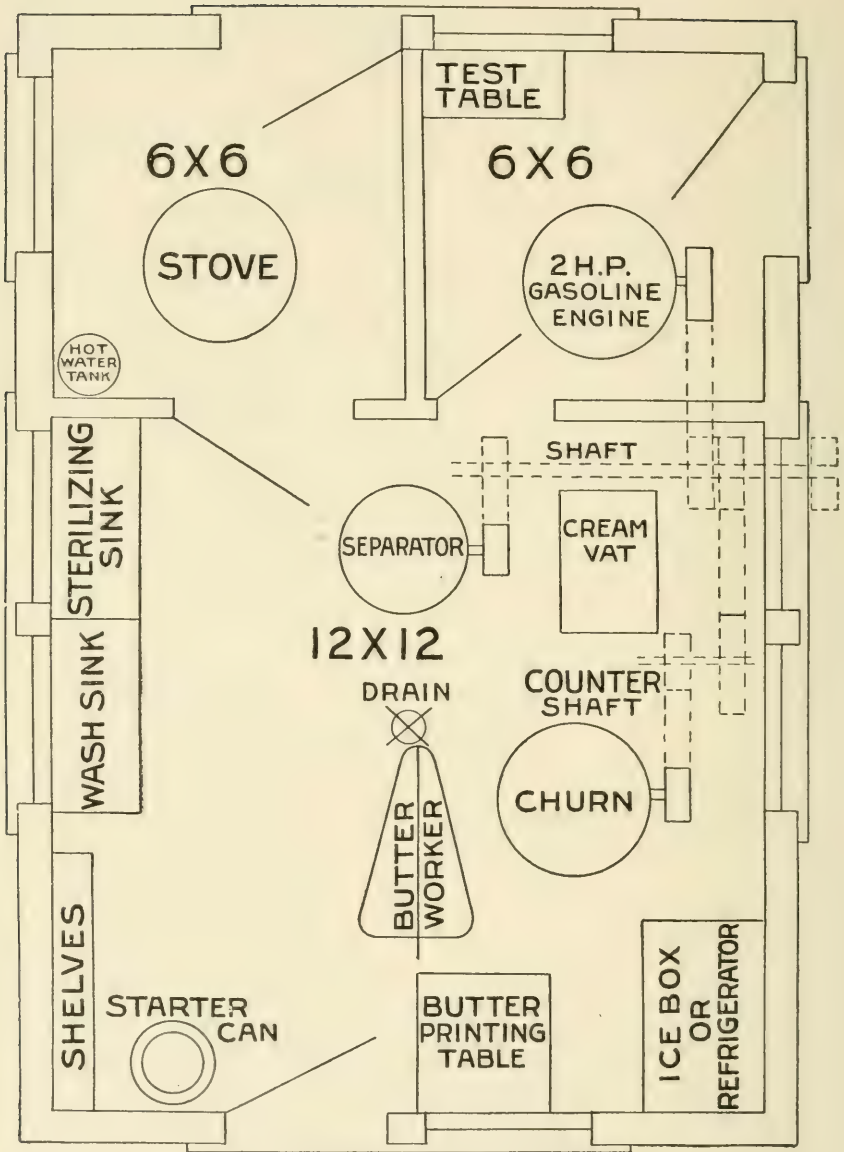 TEST
TABLE
6X6
6X6
STOVE
2 H.P.
GASOLINE
ENGINE
HOT
WATER
TANK
STERILIZING
SINK
SHAFT
SEPARATOR
CREAM
VAT
12X12
WASH SINK
DRAIN
COUNTER
SHAFT
CHURN
BUTTER
WORKER
SHELVES
STARTER
CAN
BUTTER
PRINTING
TABLE
ICE BOX
OR
REFRIGERATOR